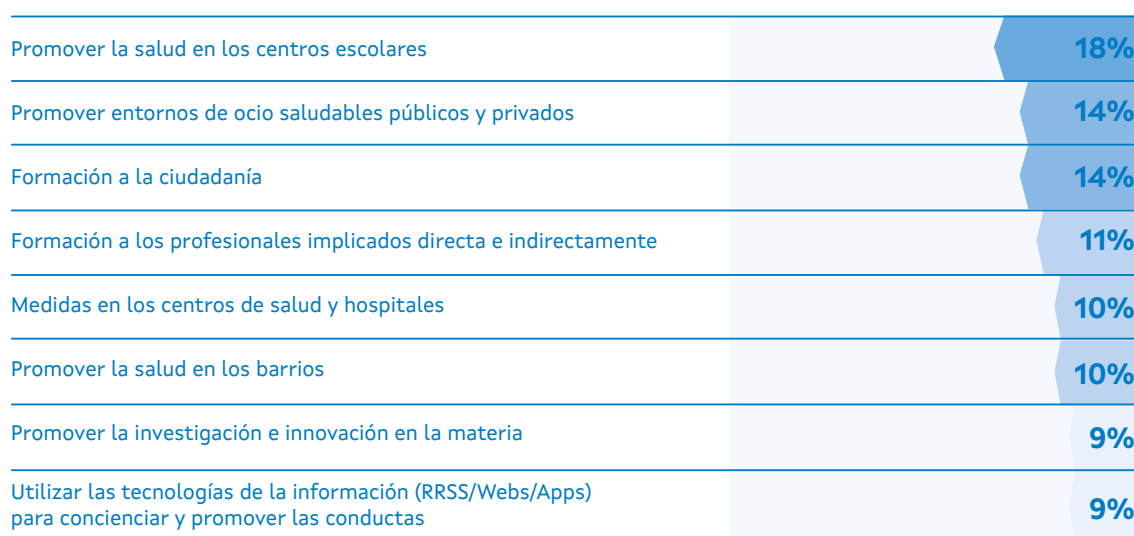 Promover la salud en los centros escolares 18%
Promover entornos de ocio saludables públicos y privados 14%
Formación a la ciudadanía 14%
Formación a los profesionales implicados directa e indirectamente 11%
Medidas en los centros de salud y hospitales 10%
Promover la salud en los barrios 10%
Promover la investigación e innovación en la materia 9%
Utilizar las tecnologías de la información (RRSS/Webs/Apps)
para concienciar y promover las conductas 9%